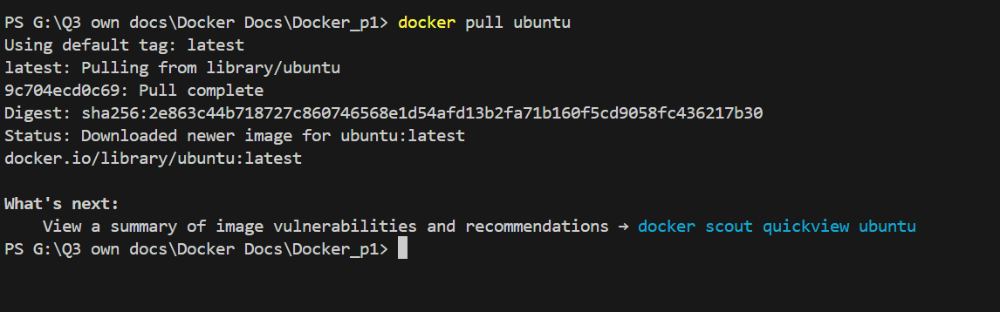 PS G:\Q3 own docs\Docker Docs\Docker_p1> docker pull ubuntu
Using default tag: latest
latest: Pulling from library/ubuntu
9c704ecd0c69: Pull complete
Digest: sha256:2e863c44b718727c860746568e1d54afd13b2fa71b160f5cd9058fc436217b30
Status: Downloaded newer image for ubuntu:latest
docker.io/library/ubuntu:latest
What's next:
View a summary of image vulnerabilities and recommendations → docker scout quickview ubuntu
PS G:\Q3 own docs\Docker Docs\Docker_p1>